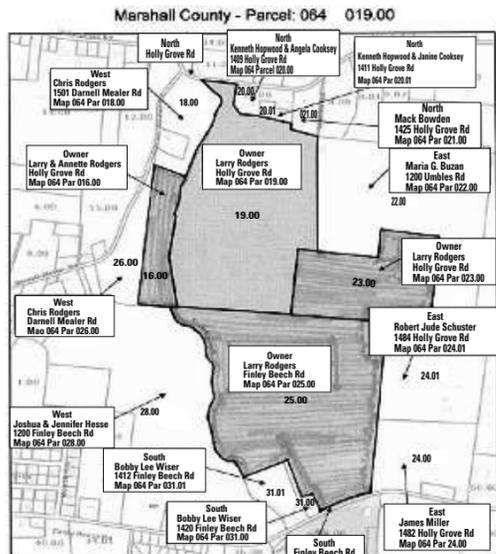 Marshall County - Parcel: 064 019.00
North
Holly Grove Rd
North
Kenneth Hopwood & Angela Cooksey
1409 Holly Grove Rd
Map 064 Parcel 020.00
North
Kenneth Hopwood & Janine Cooksey
1411 Holly Grove Rd
Map 064 Par 020.01
West
Chris Rodgers
1501 Darnell Mealer Rd
Map 064 Par 018.00
18.00
20.00
20.01
021.00
North
Mack Bowden
1425 Holly Grove Rd
Map 064 Par 021.00
Owner
Larry & Annette Rodgers
Holly Grove Rd
Map 064 Par 016.00
Owner
Larry Rodgers
Holly Grove Rd
Map 064 Par 019.00
East
Maria G. Buzan
1200 Umbles Rd
Map 064 Par 022.00
22.00
19.00
Owner
Larry Rodgers
Holly Grove Rd
Map 064 Par 023.00
26.00
16.00
23.00
West
Chris Rodgers
Darnell Mealer Rd
Mao 064 Par 026.00
East
Robert Jude Schuster
1484 Holly Grove Rd
Map 064 Par 024.01
Owner
Larry Rodgers
Finley Beech Rd
Map 064 Par 025.00
24.01
25.00
28.00
West
Joshua & Jennifer Hesse
1200 Finley Beech Rd
Map 064 Par 028.00
South
Bobby Lee Wiser
1412 Finley Beech Rd
Map 064 Par 031.01
31.01
31.00
24.00
South
Bobby Lee Wiser
1420 Finley Beech Rd
Map 064 Par 031.00
South
Finley Beech Rd
East
James Miller
1482 Holly Grove Rd
Map 064 Par 24.00